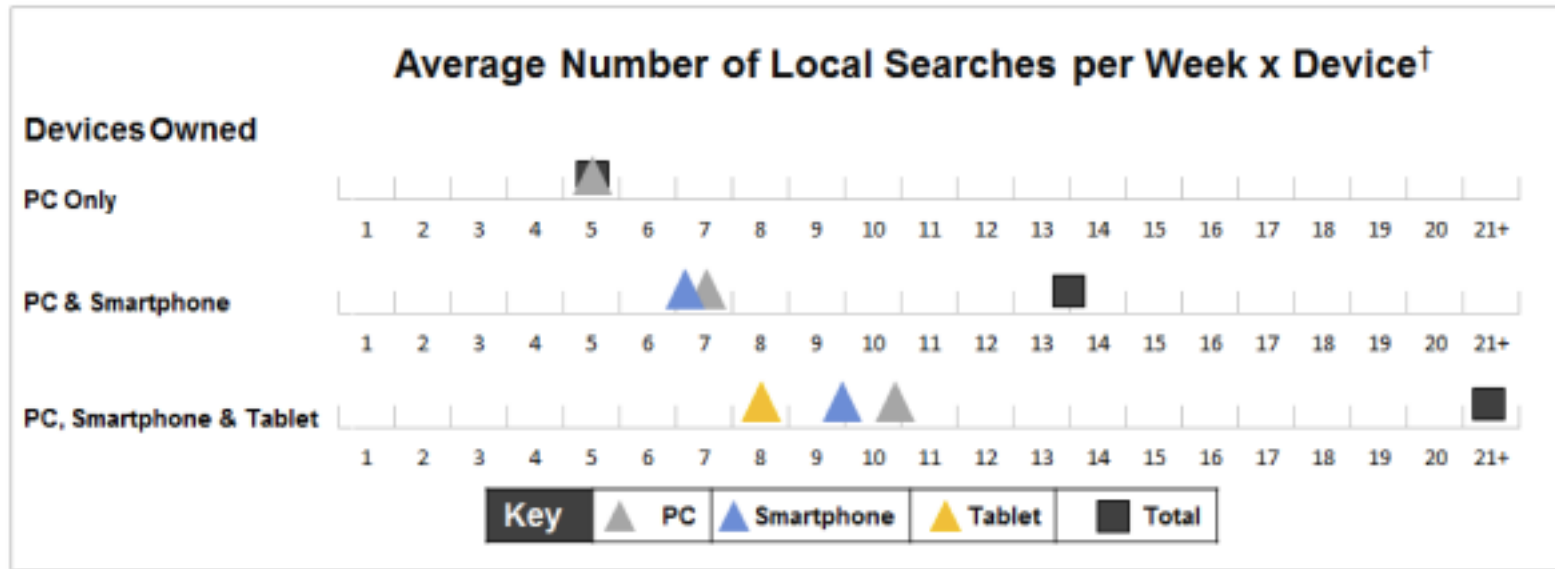 Average Number of Local Searches per Week x Device†
Devices Owned
PC Only
1 2 3 4 5 6 7 8 9 10 11 12 13 14 15 16 17 18 19 20 21+
PC & Smartphone
1 2 3 4 5 6 7 8 9 10 11 12 13 14 15 16 17 18 19 20 21+
PC, Smartphone & Tablet
1 2 3 4 5 6 7 8 9 10 11 12 13 14 15 16 17 18 19 20 21+
Key PC Smartphone Tablet Total